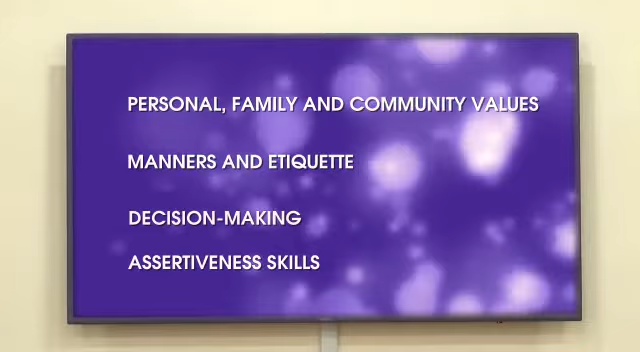 PERSONAL, FAMILY AND COMMUNITY VALUES
MANNERS AND ETIQUETTE
DECISION-MAKING
ASSERTIVENESS SKILLS